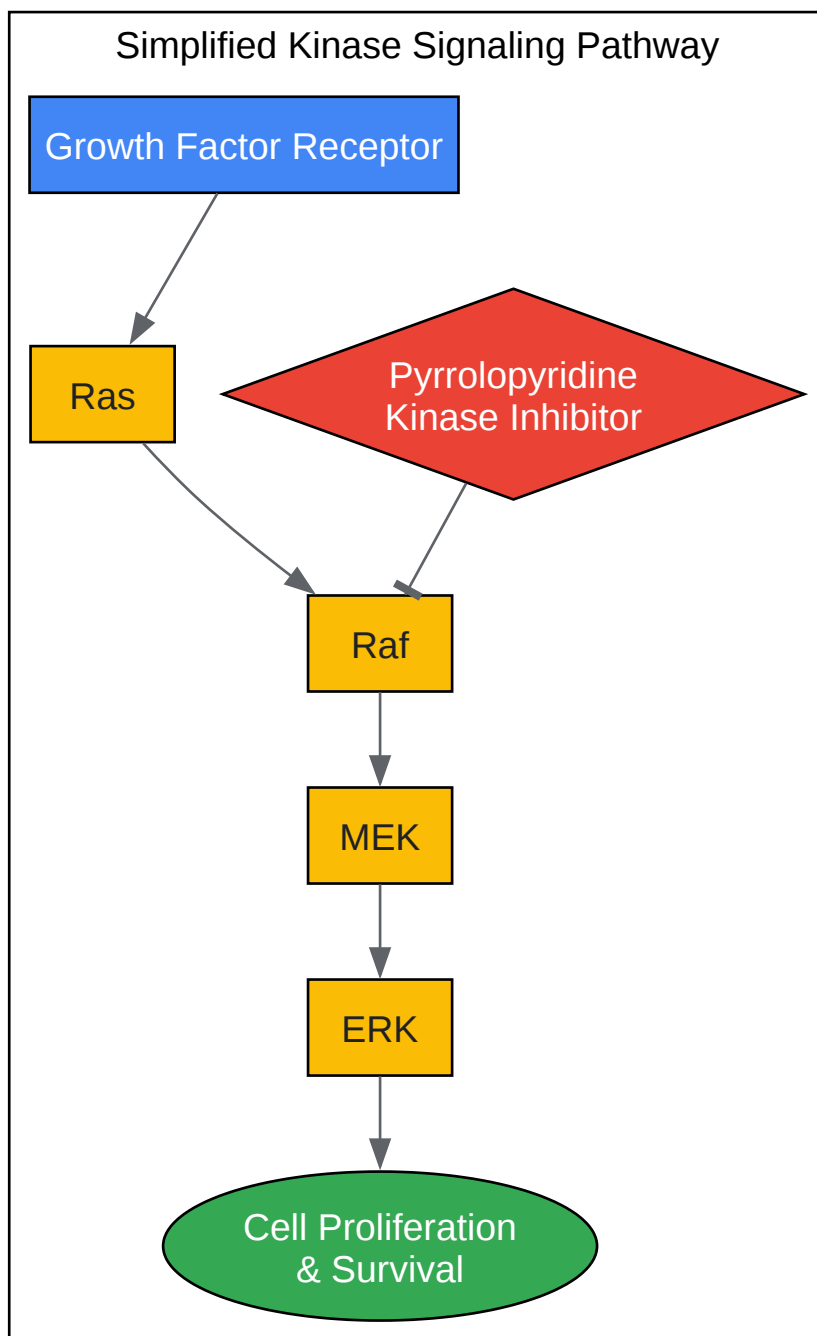 Simplified Kinase Signaling Pathway
Growth Factor Receptor
Ras
Pyrrolopyridine
Kinase Inhibitor
Raf
MEK
ERK
Cell Proliferation
& Survival